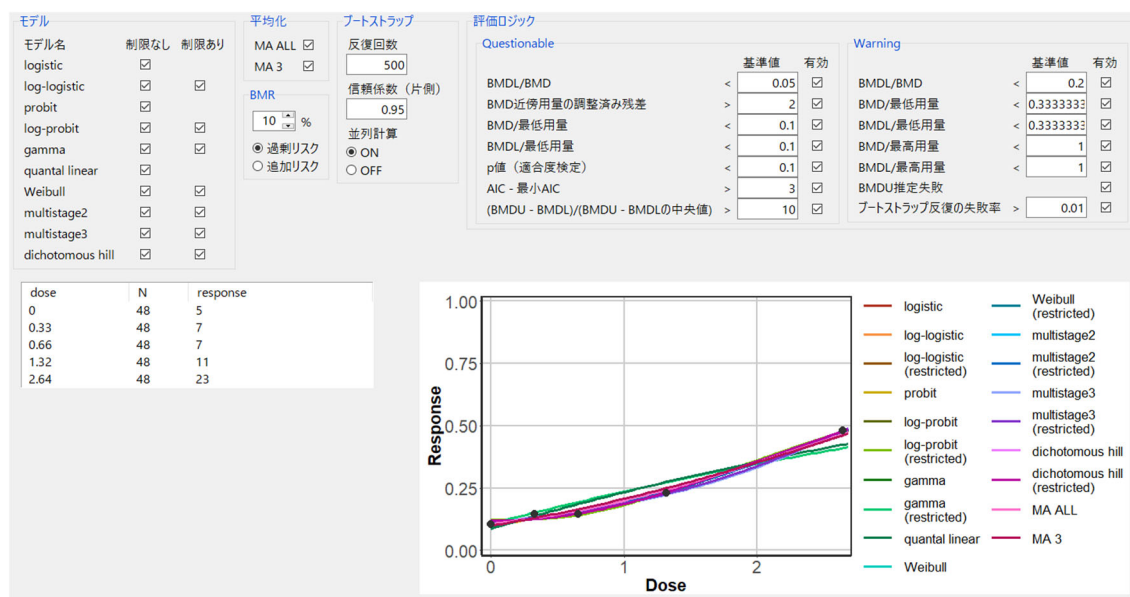 モデル
モデル名 制限なし 制限あり
logistic
log-logistic
probit
log-probit
gamma
quantal linear
Weibull
multistage2
multistage3
dichotomous hill
平均化
MA ALL
MA 3
BMR
10 %
過剰リスク
追加リスク
ブートストラップ
反復回数
500
信頼係数（片側）
0.95
並列計算
ON
OFF
評価ロジック
Questionable
基準値 有効
BMDL/BMD < 0.05
BMD近傍用量の調整済み残差 > 2
BMD/最低用量 < 0.1
BMDL/最低用量 < 0.1
p値（適合度検定） < 0.1
AIC - 最小AIC > 3
(BMDU - BMDL)/(BMDU - BMDLの中央値) > 10
Warning
基準値 有効
BMDL/BMD < 0.2
BMD/最低用量 < 0.3333333
BMDL/最低用量 < 0.3333333
BMD/最高用量 < 1
BMDL/最高用量 < 1
BMDU推定失敗
ブートストラップ反復の失敗率 > 0.01
dose N response
0 48 5
0.33 48 7
0.66 48 7
1.32 48 11
2.64 48 23
Response
1.00
0.75
0.50
0.25
0.00
0 1 2
Dose
logistic
log-logistic
log-logistic
(restricted)
probit
log-probit
log-probit
(restricted)
gamma
gamma
(restricted)
quantal linear
Weibull
Weibull
(restricted)
multistage2
multistage2
(restricted)
multistage3
multistage3
(restricted)
dichotomous hill
dichotomous hill
(restricted)
MA ALL
MA 3